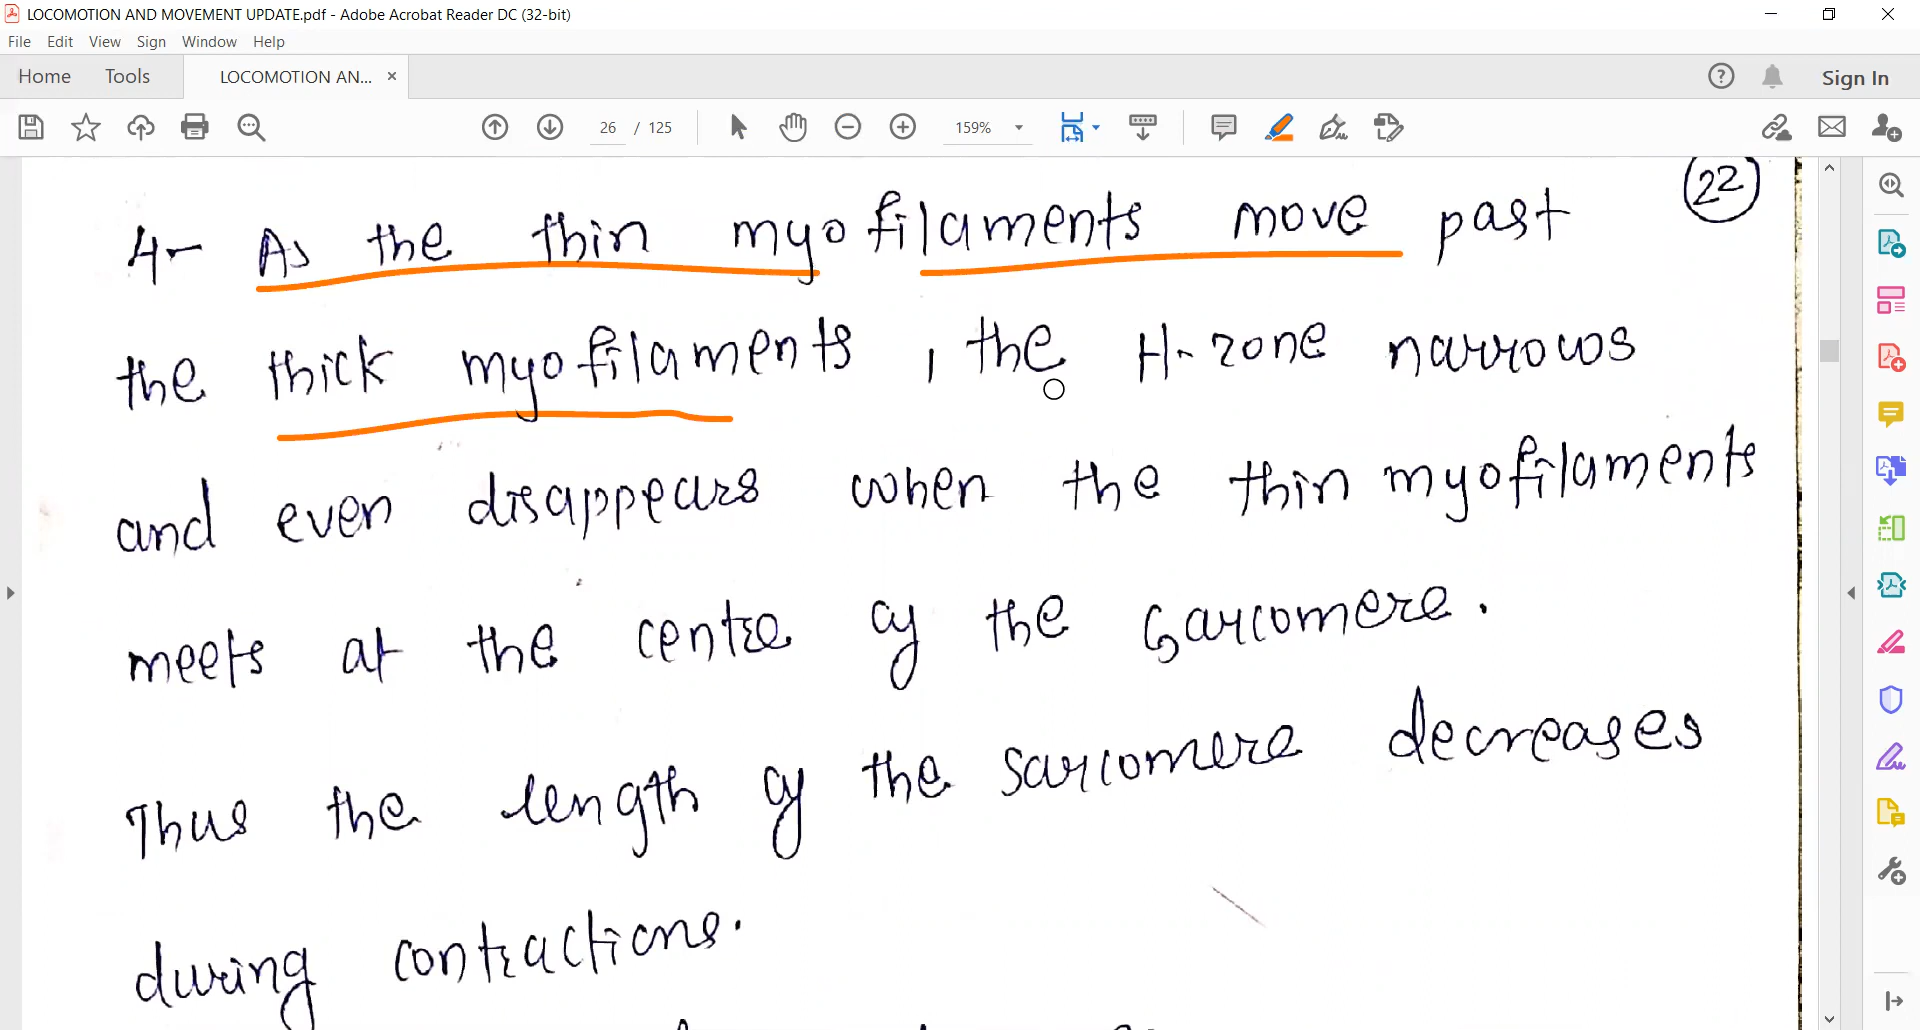 LOCOMOTION AND MOVEMENT UPDATE.pdf - Adobe Acrobat Reader DC (32-bit)
File Edit View Sign Window Help
Home Tools LOCOMOTION AN... × Sign In
26 / 125 159%
22
4- As the thin myofilaments move past
the thick myofilaments, the H-zone narrows
and even disappears when the thin myofilaments
meets at the centre of the sarcomere.
Thus the length of the sarcomere decreases
during contractions.